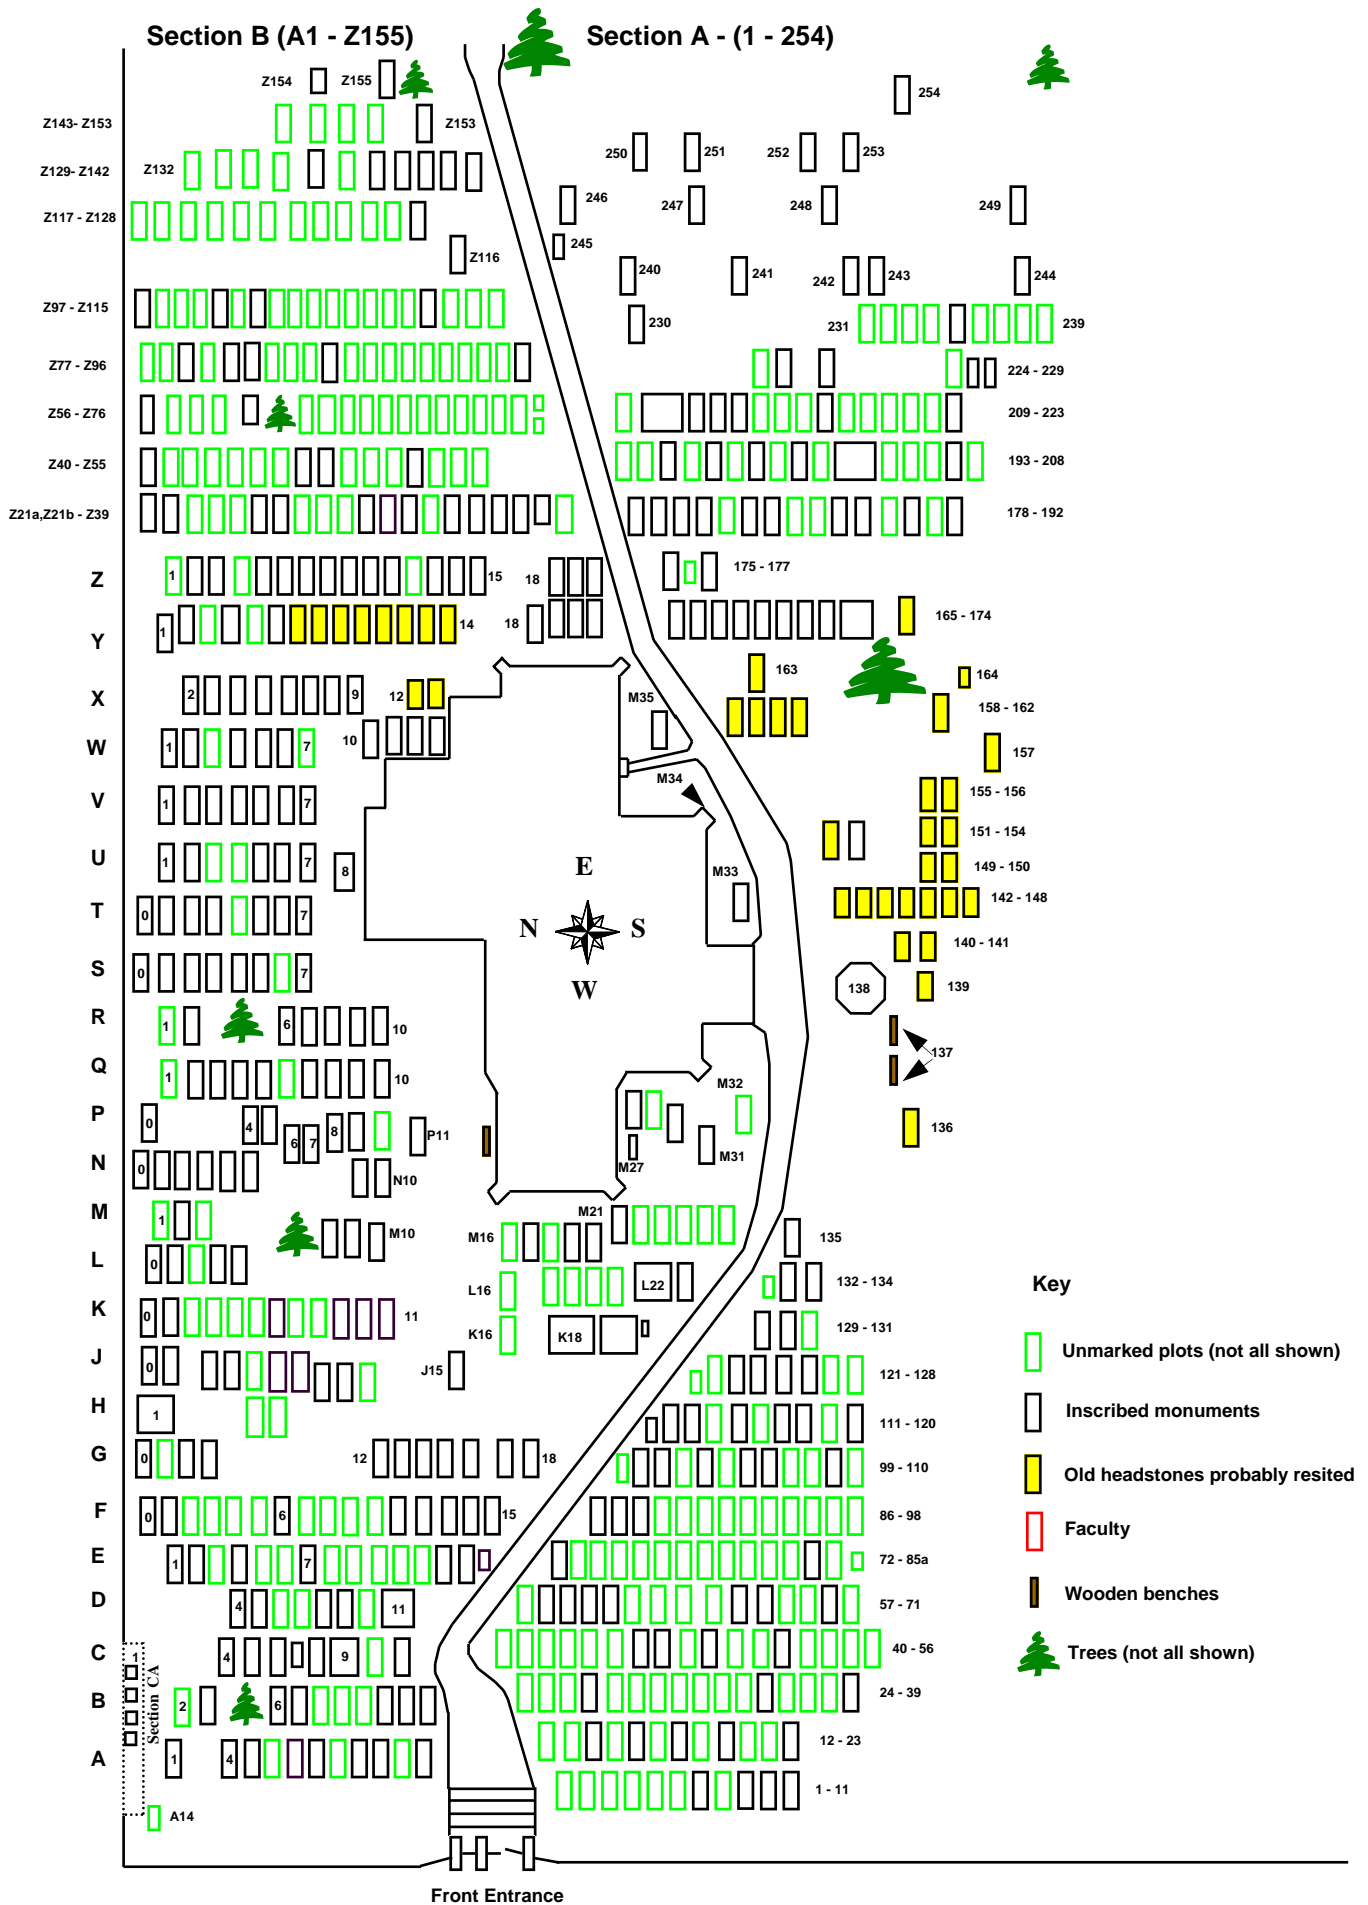 Section B (A1 - Z155)
Section A - (1 - 254)
Z154
Z155
254
Z143- Z153
Z153
Z129- Z142
Z132
250
251
252
253
Z117 - Z128
246
247
248
249
Z116
245
240
241
242
243
244
Z97 - Z115
230
231
239
Z77 - Z96
224 - 229
Z56 - Z76
209 - 223
Z40 - Z55
193 - 208
Z21a,Z21b - Z39
178 - 192
Z
1
15
18
175 - 177
Y
1
14
18
165 - 174
163
164
X
2
9
12
M35
158 - 162
W
1
7
10
157
M34
V
1
7
155 - 156
151 - 154
U
1
7
8
E
M33
149 - 150
T
0
7
N
S
142 - 148
140 - 141
S
0
7
W
138
139
R
1
6
10
137
Q
1
10
M32
P
0
4
6
7
8
P11
136
N
0
N10
M27
M31
M
1
M10
M16
M21
135
L
0
L16
L22
132 - 134
Key
K
0
11
K16
K18
129 - 131
Unmarked plots (not all shown)
J
0
J15
121 - 128
H
1
111 - 120
Inscribed monuments
G
0
12
18
99 - 110
Old headstones probably resited
F
0
6
15
86 - 98
Faculty
E
1
7
72 - 85a
D
4
11
57 - 71
Wooden benches
C
1
4
9
40 - 56
Trees (not all shown)
Section CA
B
2
6
24 - 39
A
1
4
12 - 23
1 - 11
A14
Front Entrance